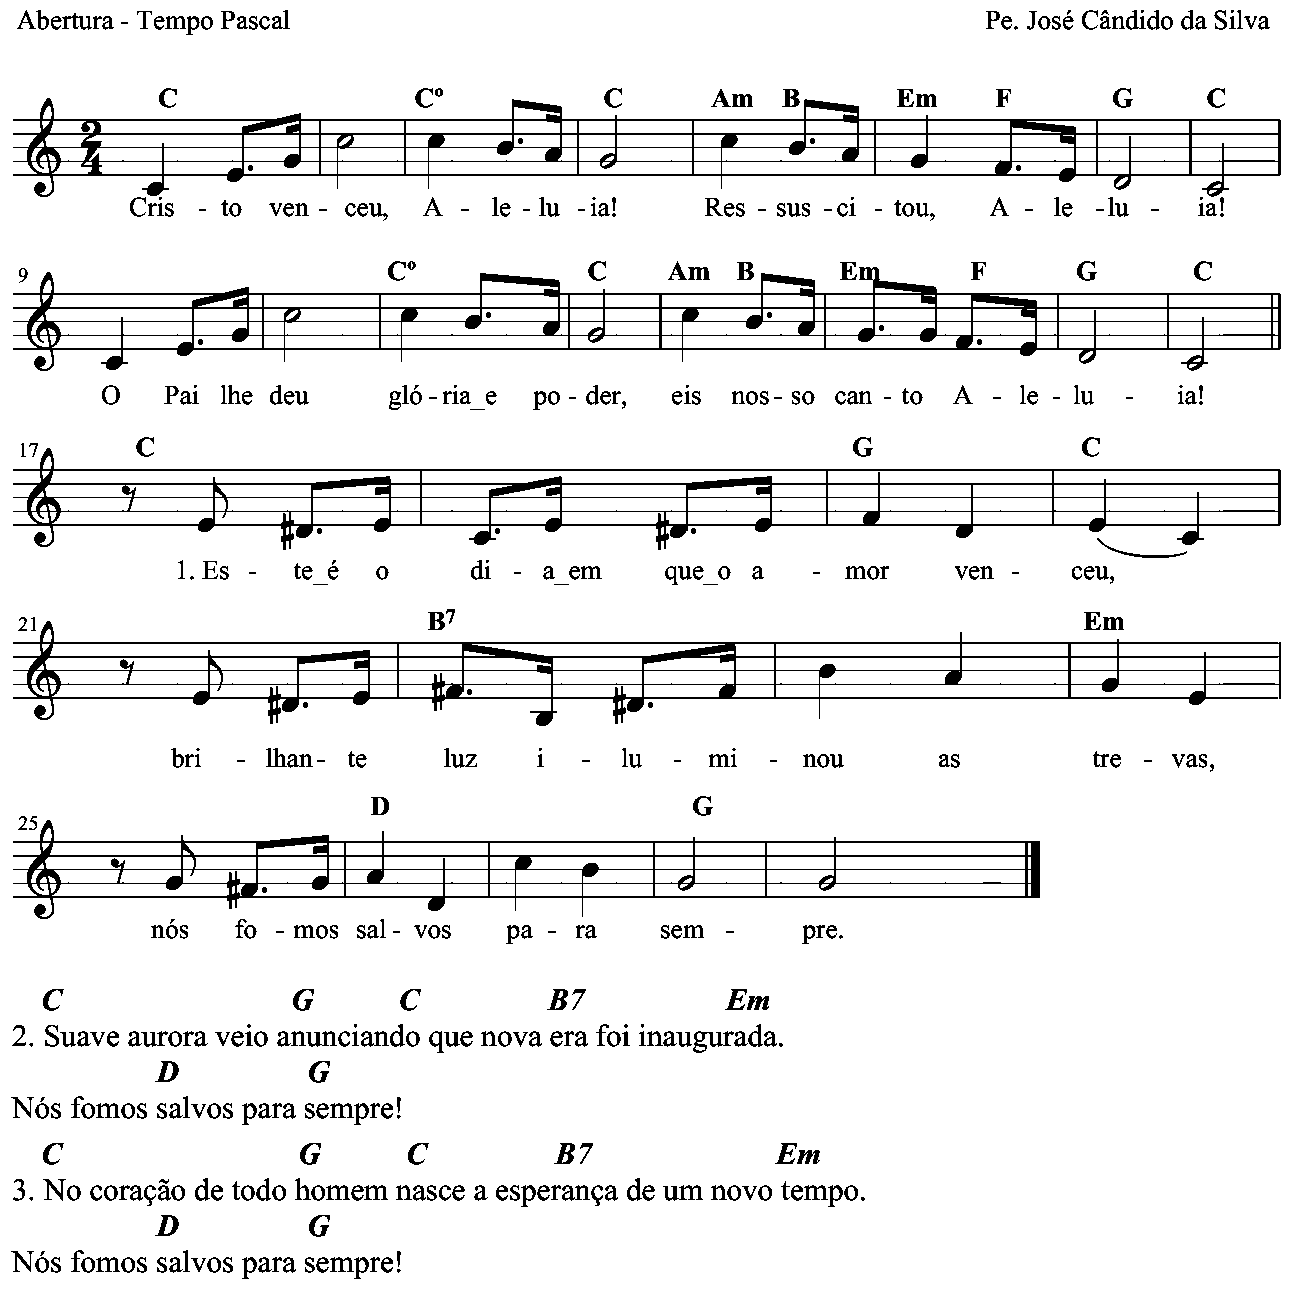 Abertura - Tempo Pascal Pe. José Cândido da Silva
C Cº C Am B Em F G C
2/4
Cris - to ven - ceu, A - le - lu - ia! Res - sus - ci - tou, A - le - lu - ia!
9 Cº C Am B Em F G C
O Pai lhe deu gló - ria_e po - der, eis nos - so can - to A - le - lu - ia!
17 C G C
1. Es - te_é o di - a_em que_o a - mor ven - ceu,
21 B7 Em
bri - lhan - te luz i - lu - mi - nou as tre - vas,
25 D G
nós fo - mos sal - vos pa - ra sem - pre.
C G C B7 Em
2. Suave aurora veio anunciando que nova era foi inaugurada.
D G
Nós fomos salvos para sempre!
C G C B7 Em
3. No coração de todo homem nasce a esperança de um novo tempo.
D G
Nós fomos salvos para sempre!